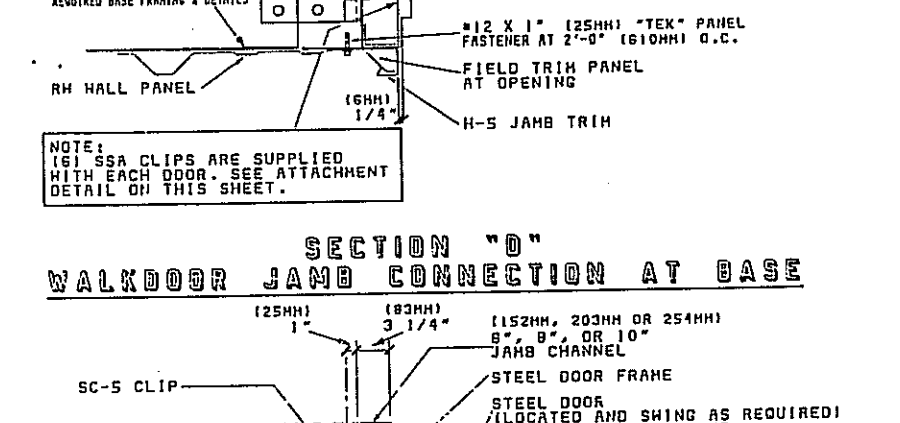 REQUIRED BASE FRAMING & DETAILS
#12 X 1" (25MM) "TEK" PANEL
FASTENER AT 2'-0" (610MM) O.C.
FIELD TRIM PANEL
AT OPENING
RH WALL PANEL
(6MM)
1/4"
H-5 JAMB TRIM
NOTE:
(6) SSA CLIPS ARE SUPPLIED
WITH EACH DOOR. SEE ATTACHMENT
DETAIL ON THIS SHEET.
SECTION "D"
WALKDOOR JAMB CONNECTION AT BASE
(25MM)
1"
(83MM)
3 1/4"
(152MM, 203MM OR 254MM)
8", 8", OR 10"
JAMB CHANNEL
SC-5 CLIP
STEEL DOOR FRAME
STEEL DOOR
(LOCATED AND SWING AS REQUIRED)